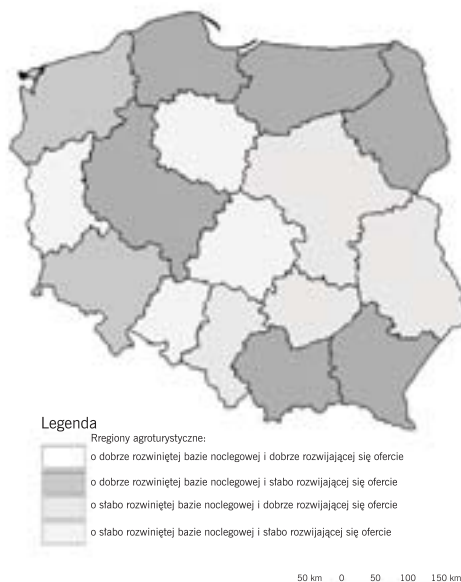 Legenda
Rregiony agroturystyczne:
o dobrze rozwiniętej bazie noclegowej i dobrze rozwijającej się ofercie
o dobrze rozwiniętej bazie noclegowej i słabo rozwijającej się ofercie
o słabo rozwiniętej bazie noclegowej i dobrze rozwijającej się ofercie
o słabo rozwiniętej bazie noclegowej i słabo rozwijającej się ofercie
50 km 0 50 100 150 km